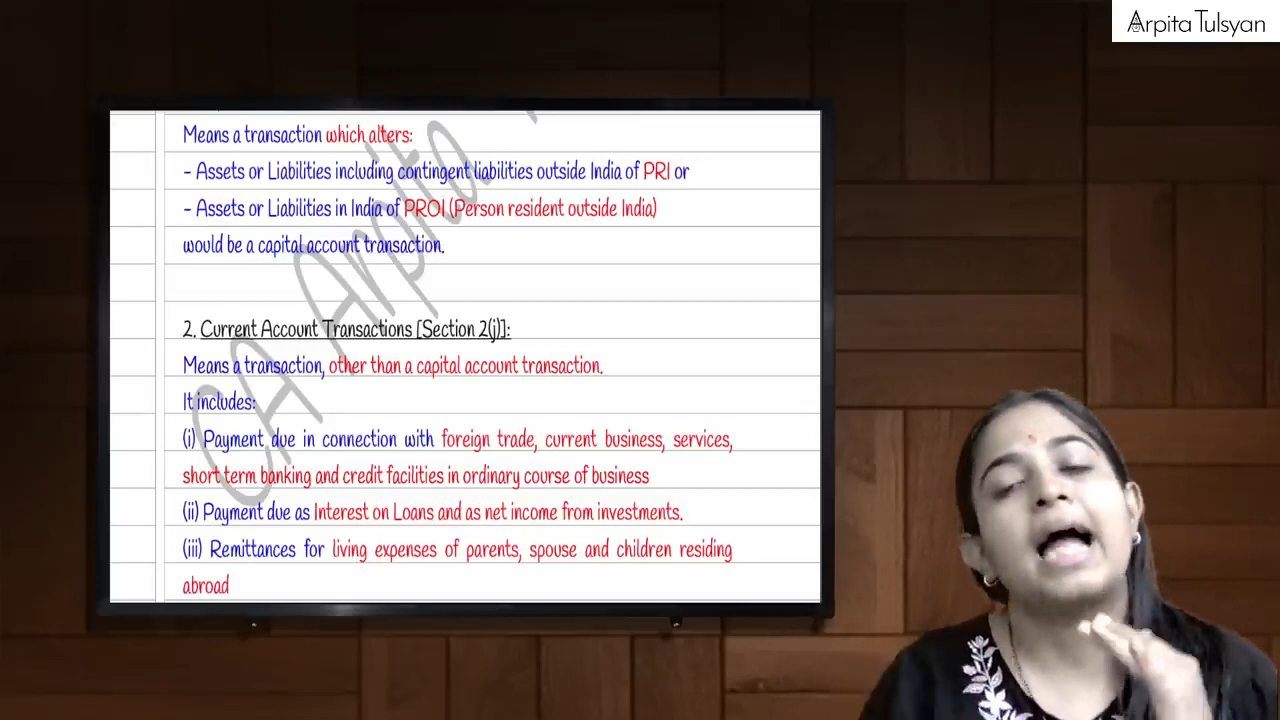 Arpita Tulsyan
Means a transaction which alters:
- Assets or Liabilities including contingent liabilities outside India of PRI or
- Assets or Liabilities in India of PROI (Person resident outside India)
would be a capital account transaction.
2. Current Account Transactions [Section 2(j)]:
Means a transaction, other than a capital account transaction.
It includes:
(i) Payment due in connection with foreign trade, current business, services,
short term banking and credit facilities in ordinary course of business
(ii) Payment due as Interest on Loans and as net income from investments.
(iii) Remittances for living expenses of parents, spouse and children residing
abroad
CA Arpita